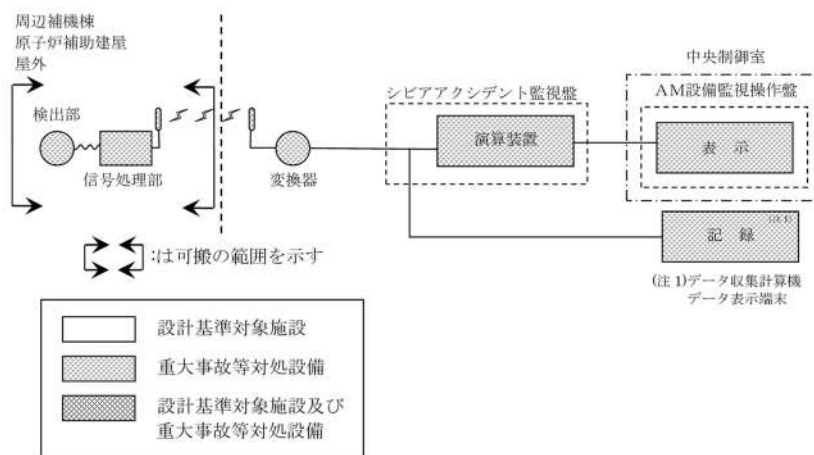 周辺補機棟
原子炉補助建屋
屋外
検出部
信号処理部
変換器
シビアアクシデント監視盤
演算装置
中央制御室
AM設備監視操作盤
表 示
記 録 (注1)
(注1)データ収集計算機
データ表示端末
:は可搬の範囲を示す
設計基準対象施設
重大事故等対処設備
設計基準対象施設及び
重大事故等対処設備